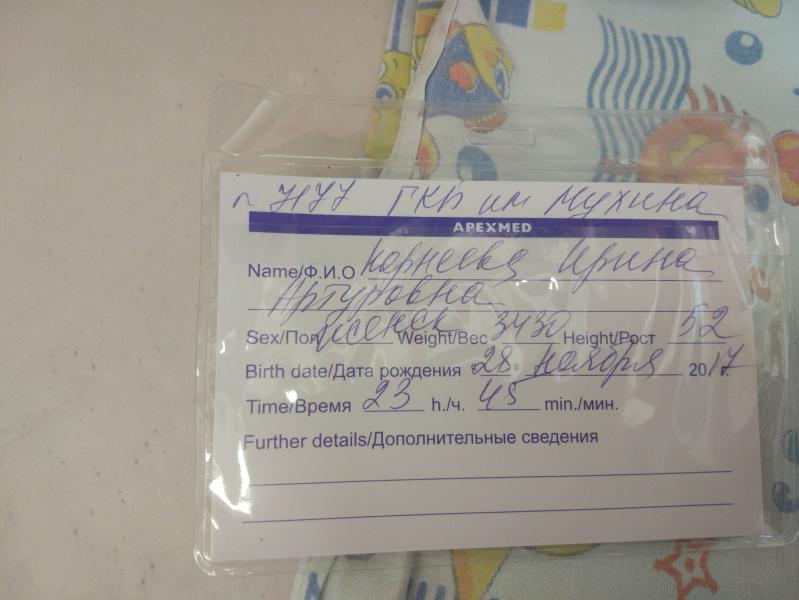 7177 ГКБ им Мухина
APEXMED
Name/Ф.И.О Корнеева Ирина
Артуровна
Sex/Пол женск Weight/Вес 3430 Height/Рост 52
Birth date/Дата рождения «28» ноября 2017 г.
Time/Время 23 h./ч. 45 min./мин.
Further details/Дополнительные сведения